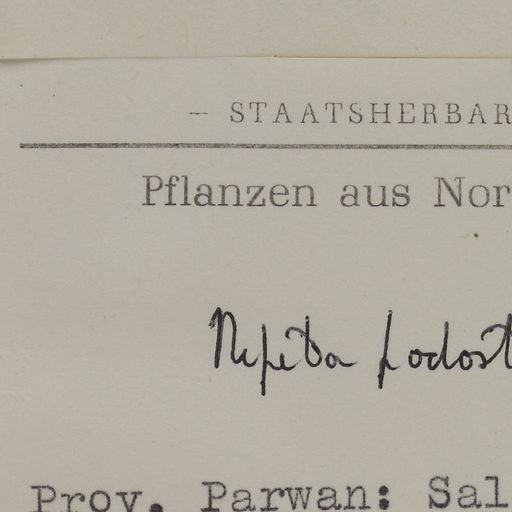 – STAATSHERBAR
Pflanzen aus Nor
Nepeta podost
Prov. Parwan: Sal